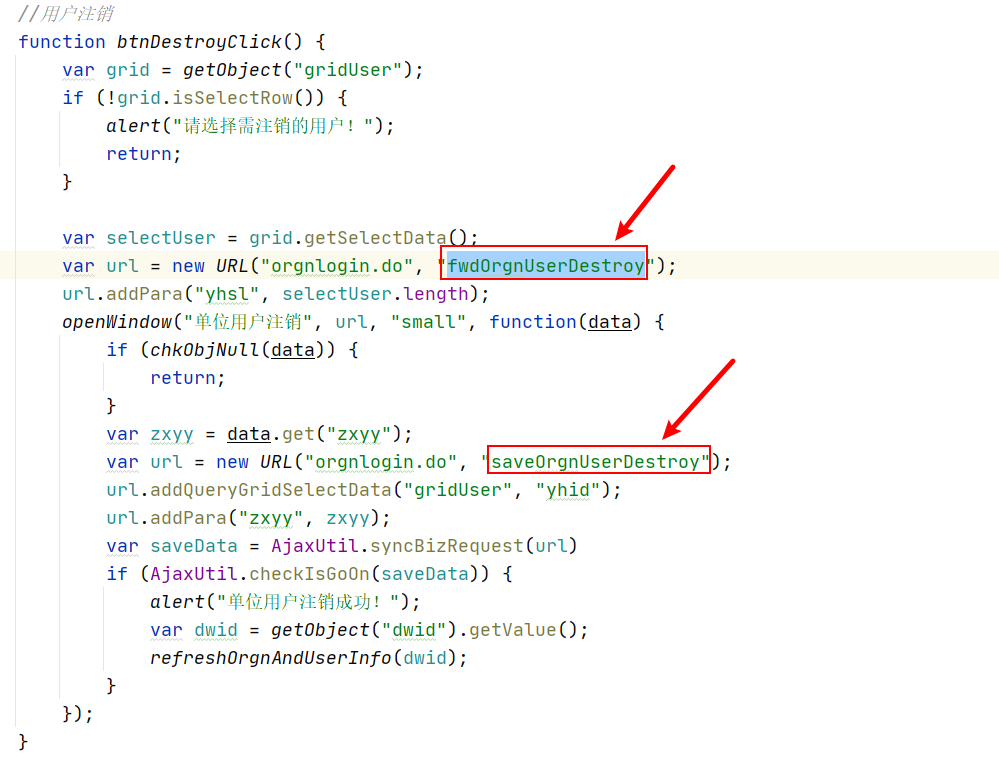 //用户注销
function btnDestroyClick() {
var grid = getObject("gridUser");
if (!grid.isSelectRow()) {
alert("请选择需注销的用户！");
return;
}
var selectUser = grid.getSelectData();
var url = new URL("orgnlogin.do", "fwdOrgnUserDestroy");
url.addPara("yhsl", selectUser.length);
openWindow("单位用户注销", url, "small", function(data) {
if (chkObjNull(data)) {
return;
}
var zxyy = data.get("zxyy");
var url = new URL("orgnlogin.do", "saveOrgnUserDestroy");
url.addQueryGridSelectData("gridUser", "yhid");
url.addPara("zxyy", zxyy);
var saveData = AjaxUtil.syncBizRequest(url)
if (AjaxUtil.checkIsGoOn(saveData)) {
alert("单位用户注销成功！");
var dwid = getObject("dwid").getValue();
refreshOrgnAndUserInfo(dwid);
}
});
}